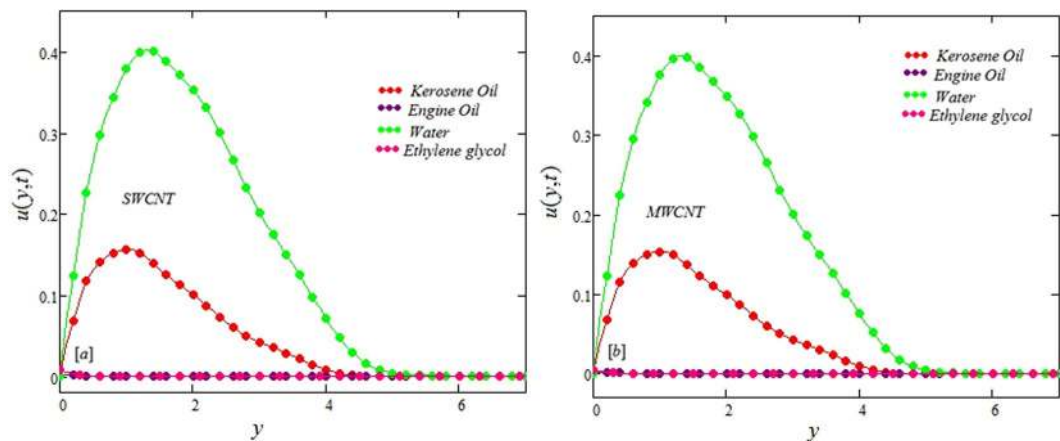 0.4
0.3
0.2
0.1
0
u(y,t)
Kerosene Oil
Engine Oil
Water
Ethylene glycol
SWCNT
[a]
0 2 4 6
y
0.4
0.3
0.2
0.1
0
u(y,t)
Kerosene Oil
Engine Oil
Water
Ethylene glycol
MWCNT
[b]
0 2 4 6
y